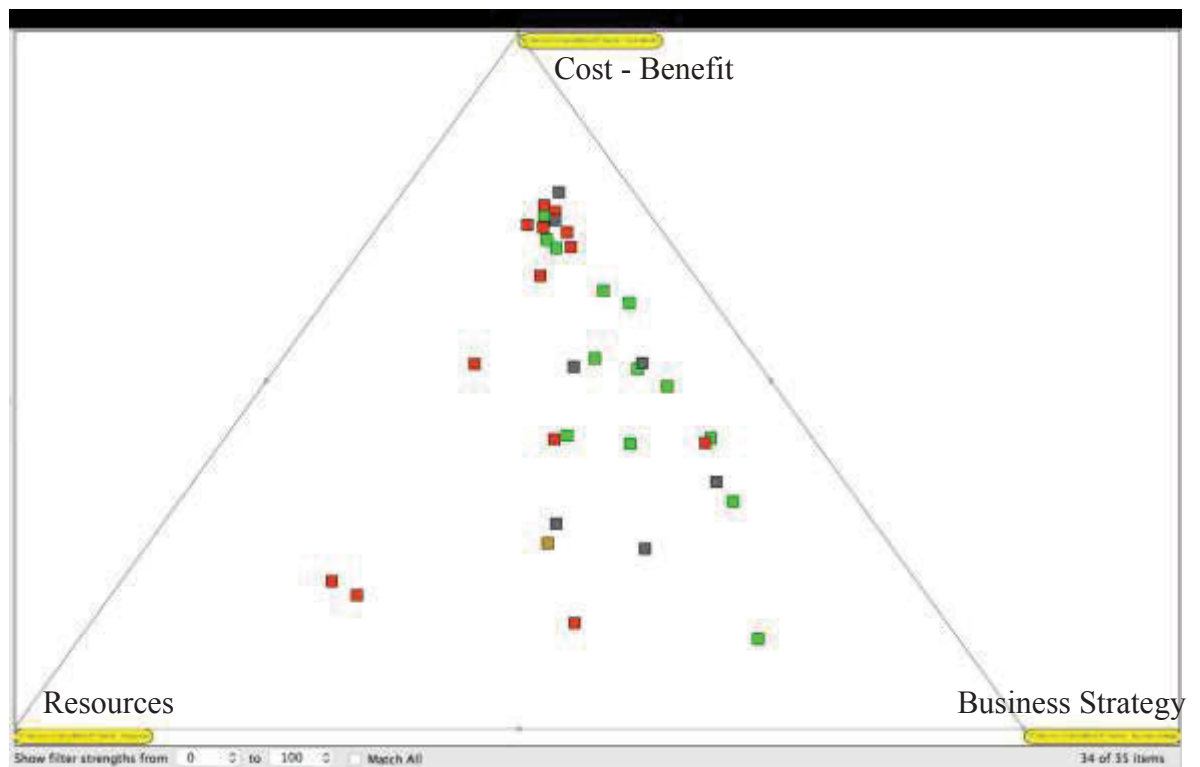 Cost - Benefit
Resources
Business Strategy
Show filter strengths from 0 to 100 Match All
34 of 35 items